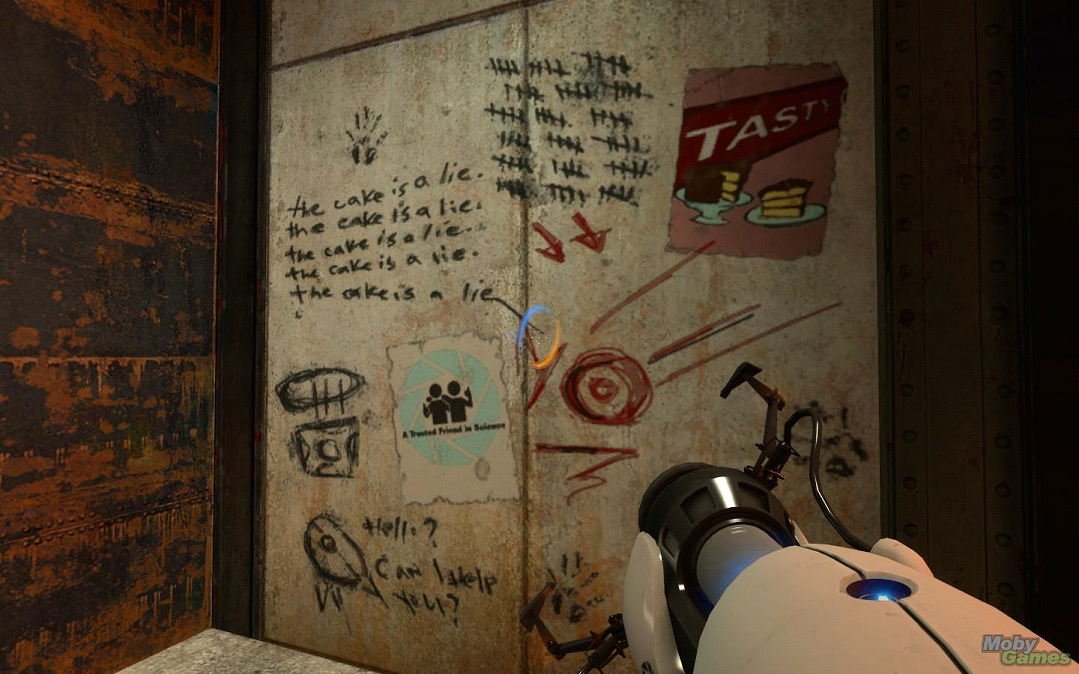 the cake is a lie.
the cake is a lie.
the cake is a lie.
the cake is a lie.
the cake is a lie
TASTY
A Trusted Friend in Science
Hello?
Can I Help
You?
Moby
Games